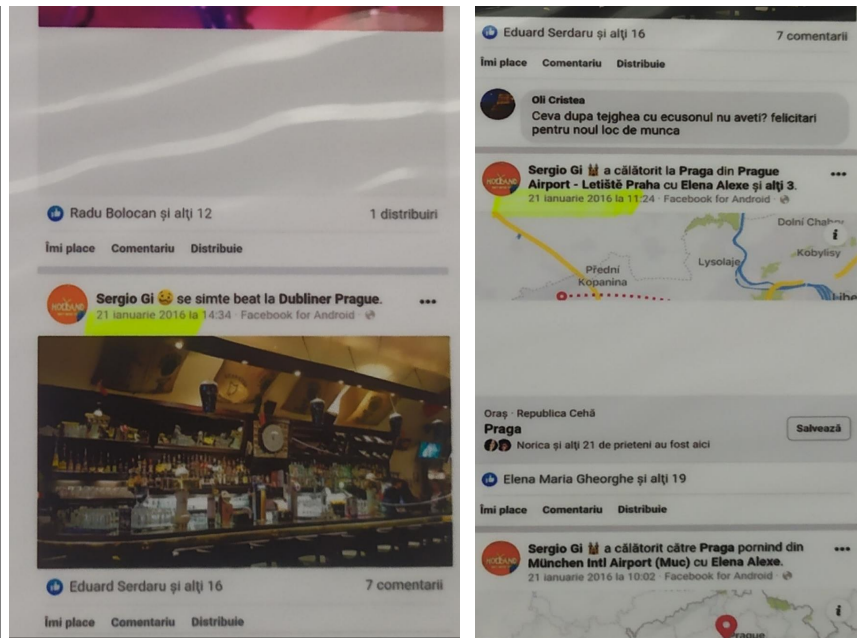 Radu Bolocan și alți 12
1 distribuiri
Îmi place Comentariu Distribuie
Sergio Gi se simte beat la Dubliner Prague.
21 ianuarie 2016 la 14:34 · Facebook for Android ·
Eduard Serdaru și alți 16
7 comentarii
Îmi place Comentariu Distribuie
Eduard Serdaru și alți 16
7 comentarii
Îmi place Comentariu Distribuie
Oli Cristea
Ceva dupa tejghea cu ecusonul nu aveti? felicitari
pentru noul loc de munca
Sergio Gi a călătorit la Praga din Prague
Airport - Letiště Praha cu Elena Alexe și alți 3.
21 ianuarie 2016 la 11:24 · Facebook for Android ·
Dolní
Kobylisy
Lysolaje
Přední
Kopanina
Oraș · Republica Cehă
Praga
Norica și alți 21 de prieteni au fost aici
Salvează
Elena Maria Gheorghe și alți 19
Îmi place Comentariu Distribuie
Sergio Gi a călătorit către Praga pornind din
München Intl Airport (Muc) cu Elena Alexe.
21 ianuarie 2016 la 10:02 · Facebook for Android ·